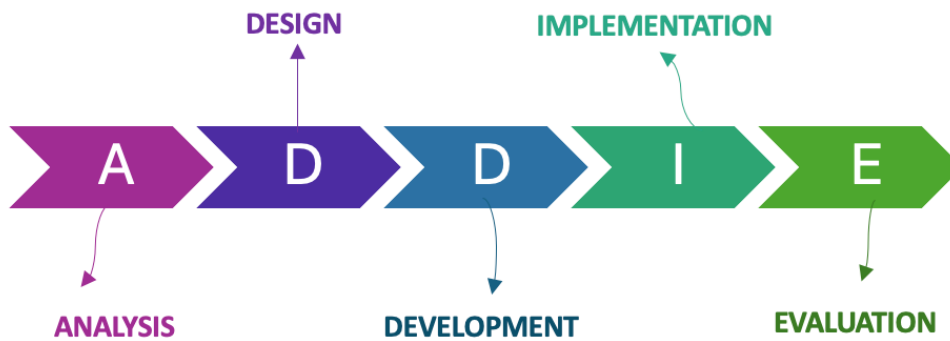 DESIGN
IMPLEMENTATION
A D D I E
ANALYSIS
DEVELOPMENT
EVALUATION